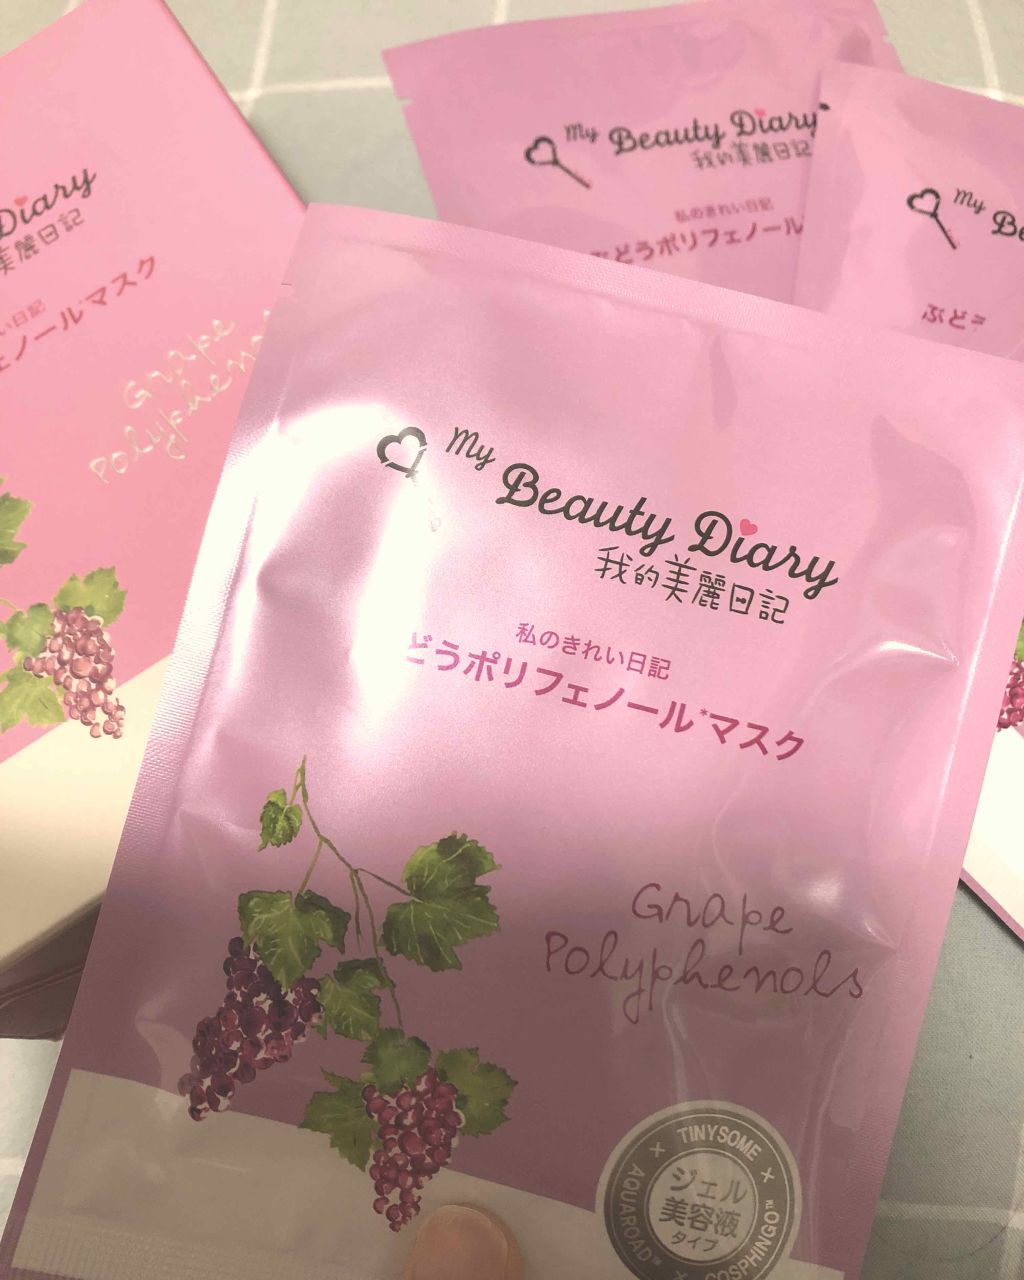 Diary
美麗日記
い日記
ェノール*マスク
Grape
Polypheno
My
Beauty Diary
我的美麗日記
私のきれい日記
ぶどうポリフェノール
My
Be
ぶどう
My
Beauty Diary
我的美麗日記
私のきれい日記
どうポリフェノール*マスク
Grape
Polyphenols
TINYSOME
AQUAROAD™
COSPHINGO™
ジェル
美容液
タイプ